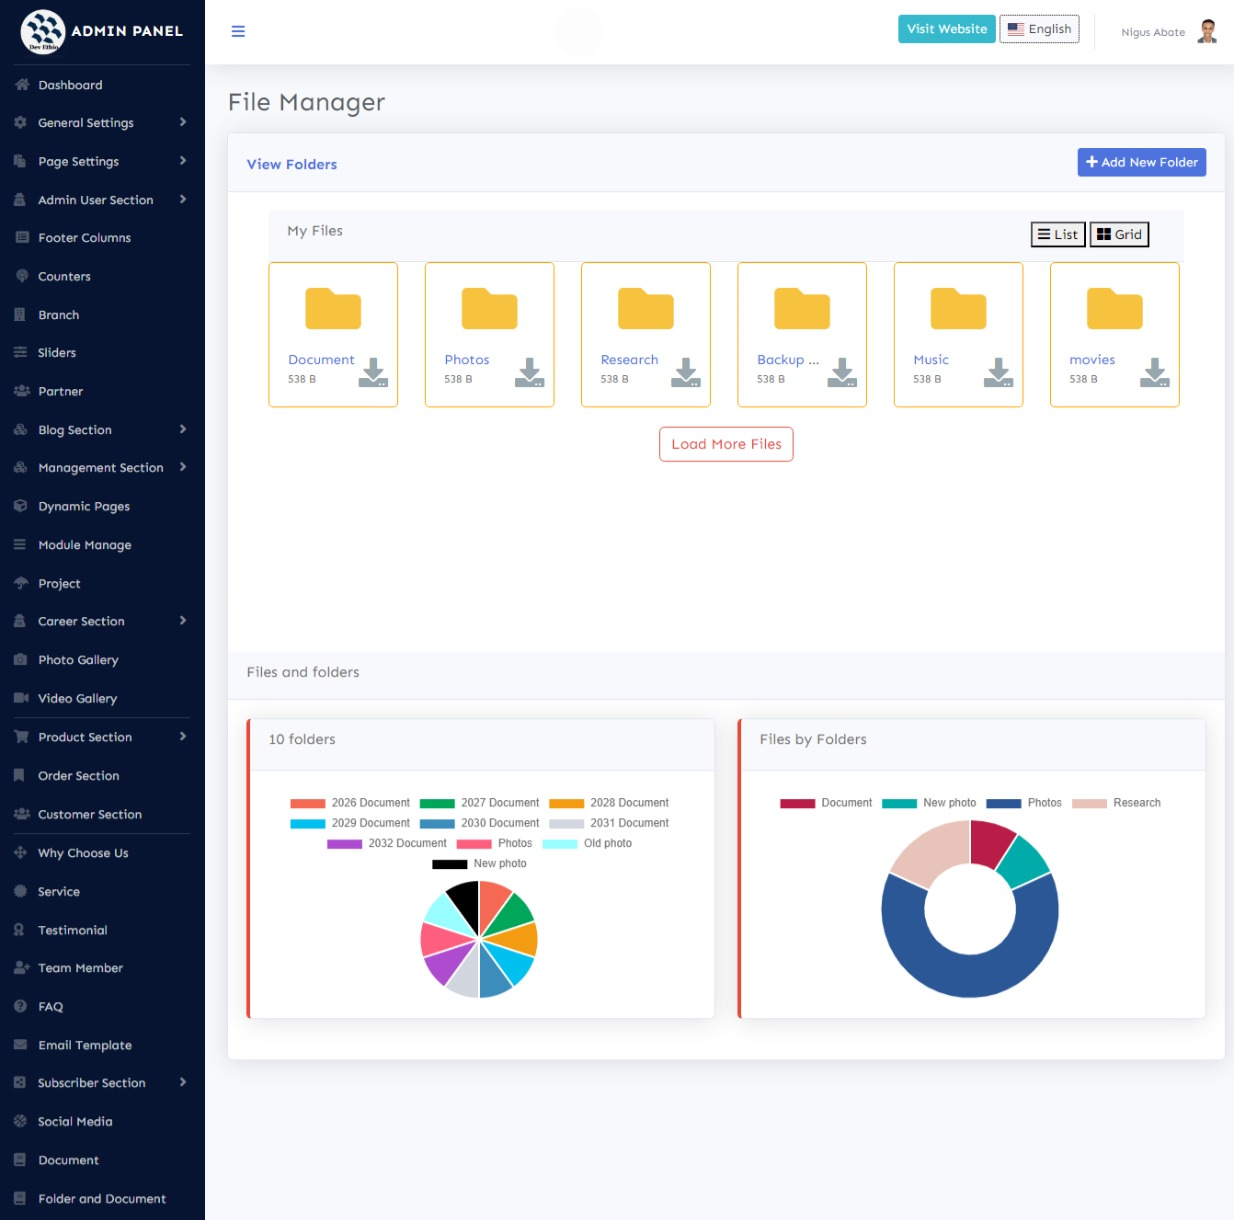 Dev Ethio
ADMIN PANEL
Visit Website
English
Nigus Abate
Dashboard
General Settings
Page Settings
Admin User Section
Footer Columns
Counters
Branch
Sliders
Partner
Blog Section
Management Section
Dynamic Pages
Module Manage
Project
Career Section
Photo Gallery
Video Gallery
Product Section
Order Section
Customer Section
Why Choose Us
Service
Testimonial
Team Member
FAQ
Email Template
Subscriber Section
Social Media
Document
Folder and Document
File Manager
View Folders
Add New Folder
My Files
List
Grid
Document
538 B
Photos
538 B
Research
538 B
Backup ...
538 B
Music
538 B
movies
538 B
Load More Files
Files and folders
10 folders
2026 Document 2027 Document 2028 Document
2029 Document 2030 Document 2031 Document
2032 Document Photos Old photo
New photo
Files by Folders
Document New photo Photos Research